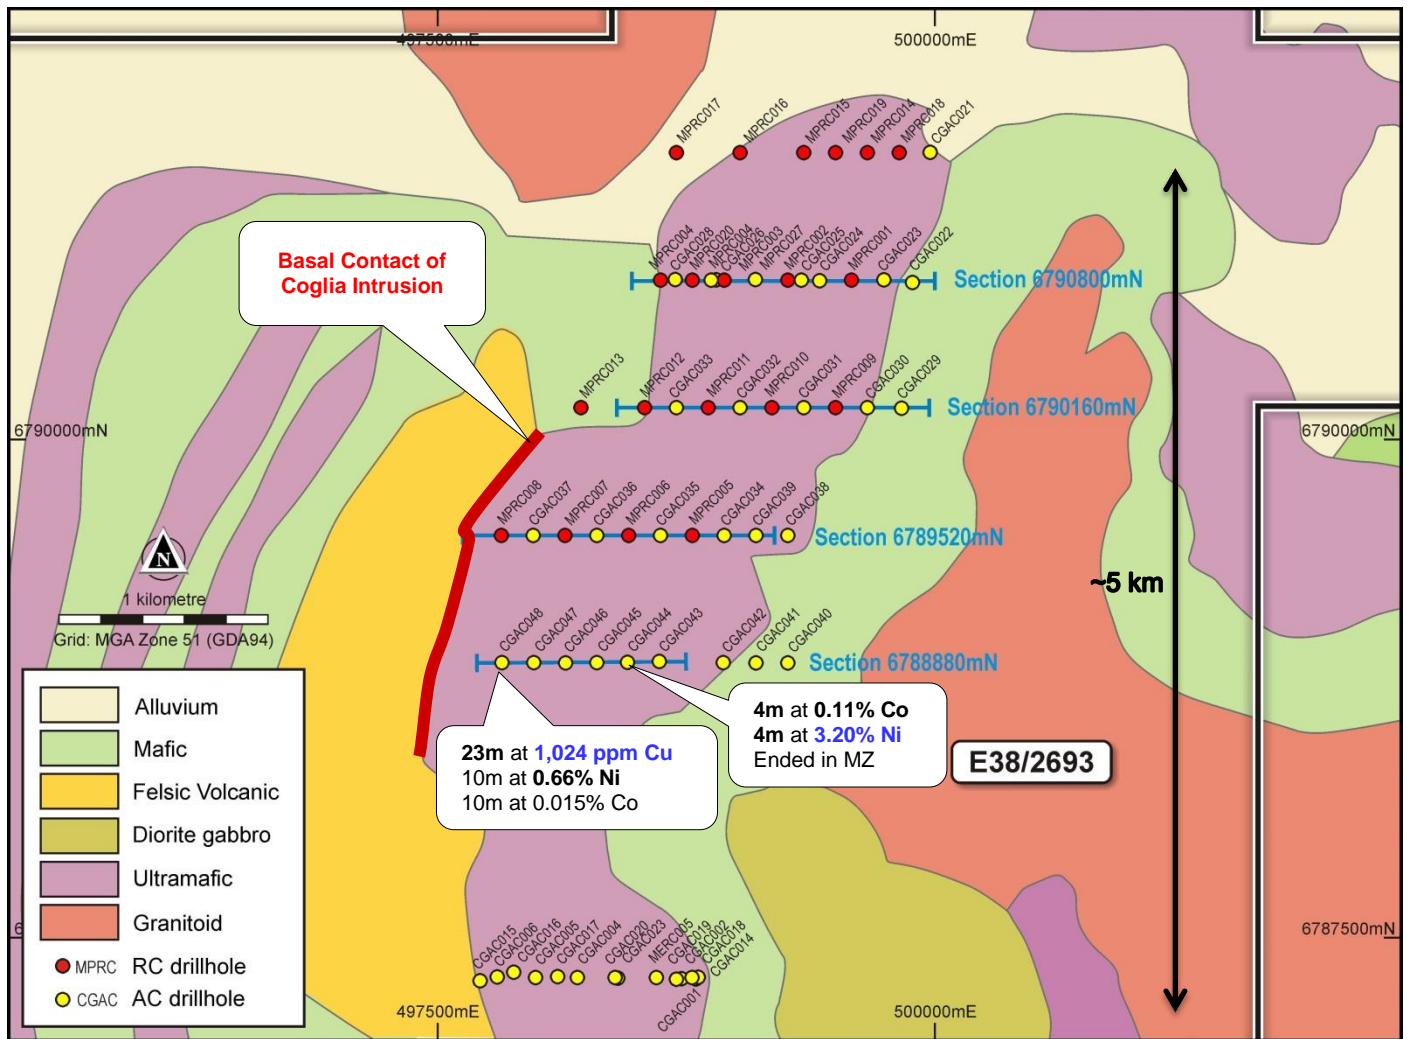 497500mE
500000mE
MPRC017
MPRC016
MPRC015
MPRC019
MPRC014
MPRC018
CGAC021
Basal Contact of
Coglia Intrusion
MPRC004
CGAC028
MPRC020
MPRC004
CGAC026
MPRC003
MPRC027
MPRC002
CGAC025
CGAC024
MPRC001
CGAC023
CGAC022
Section 6790800mN
MPRC013
MPRC012
CGAC033
MPRC011
CGAC032
MPRC010
CGAC031
MPRC009
CGAC030
CGAC029
Section 6790160mN
6790000mN
6790000mN
MPRC008
CGAC037
MPRC007
CGAC036
MPRC006
CGAC035
MPRC005
CGAC034
CGAC039
CGAC038
Section 6789520mN
N
~5 km
1 kilometre
Grid: MGA Zone 51 (GDA94)
CGAC048
CGAC047
CGAC046
CGAC045
CGAC044
CGAC043
CGAC042
CGAC041
CGAC040
Section 6788880mN
4m at 0.11% Co
4m at 3.20% Ni
Ended in MZ
23m at 1,024 ppm Cu
10m at 0.66% Ni
10m at 0.015% Co
E38/2693
Alluvium
Mafic
Felsic Volcanic
Diorite gabbro
Ultramafic
Granitoid
MPRC RC drillhole
CGAC AC drillhole
6787500mN
CGAC015
CGAC006
CGAC016
CGAC005
CGAC017
CGAC004
CGAC020
CGAC023
MERC005
CGAC019
CGAC002
CGAC018
CGAC014
CGAC001
497500mE
500000mE